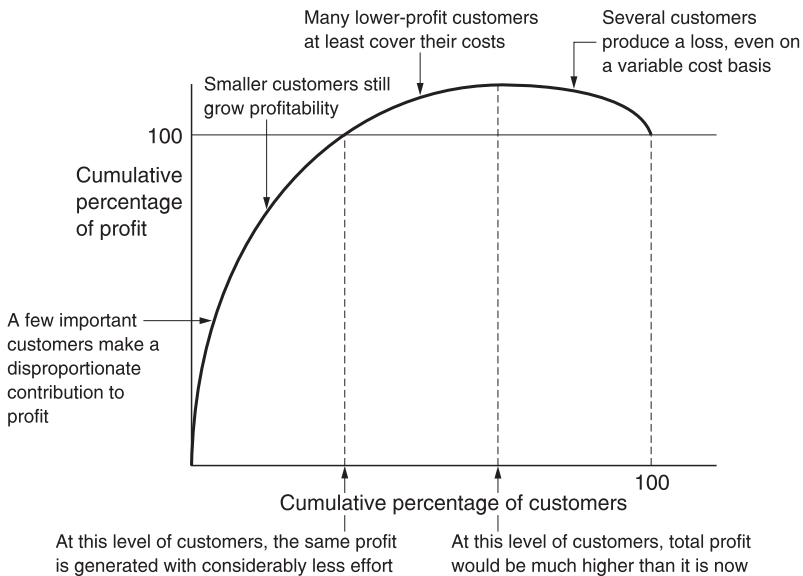 Many lower-profit customers
at least cover their costs
Several customers
produce a loss, even on
a variable cost basis
Smaller customers still
grow profitability
100
Cumulative
percentage
of profit
A few important
customers make a
disproportionate
contribution to
profit
100
Cumulative percentage of customers
At this level of customers, the same profit
is generated with considerably less effort
At this level of customers, total profit
would be much higher than it is now